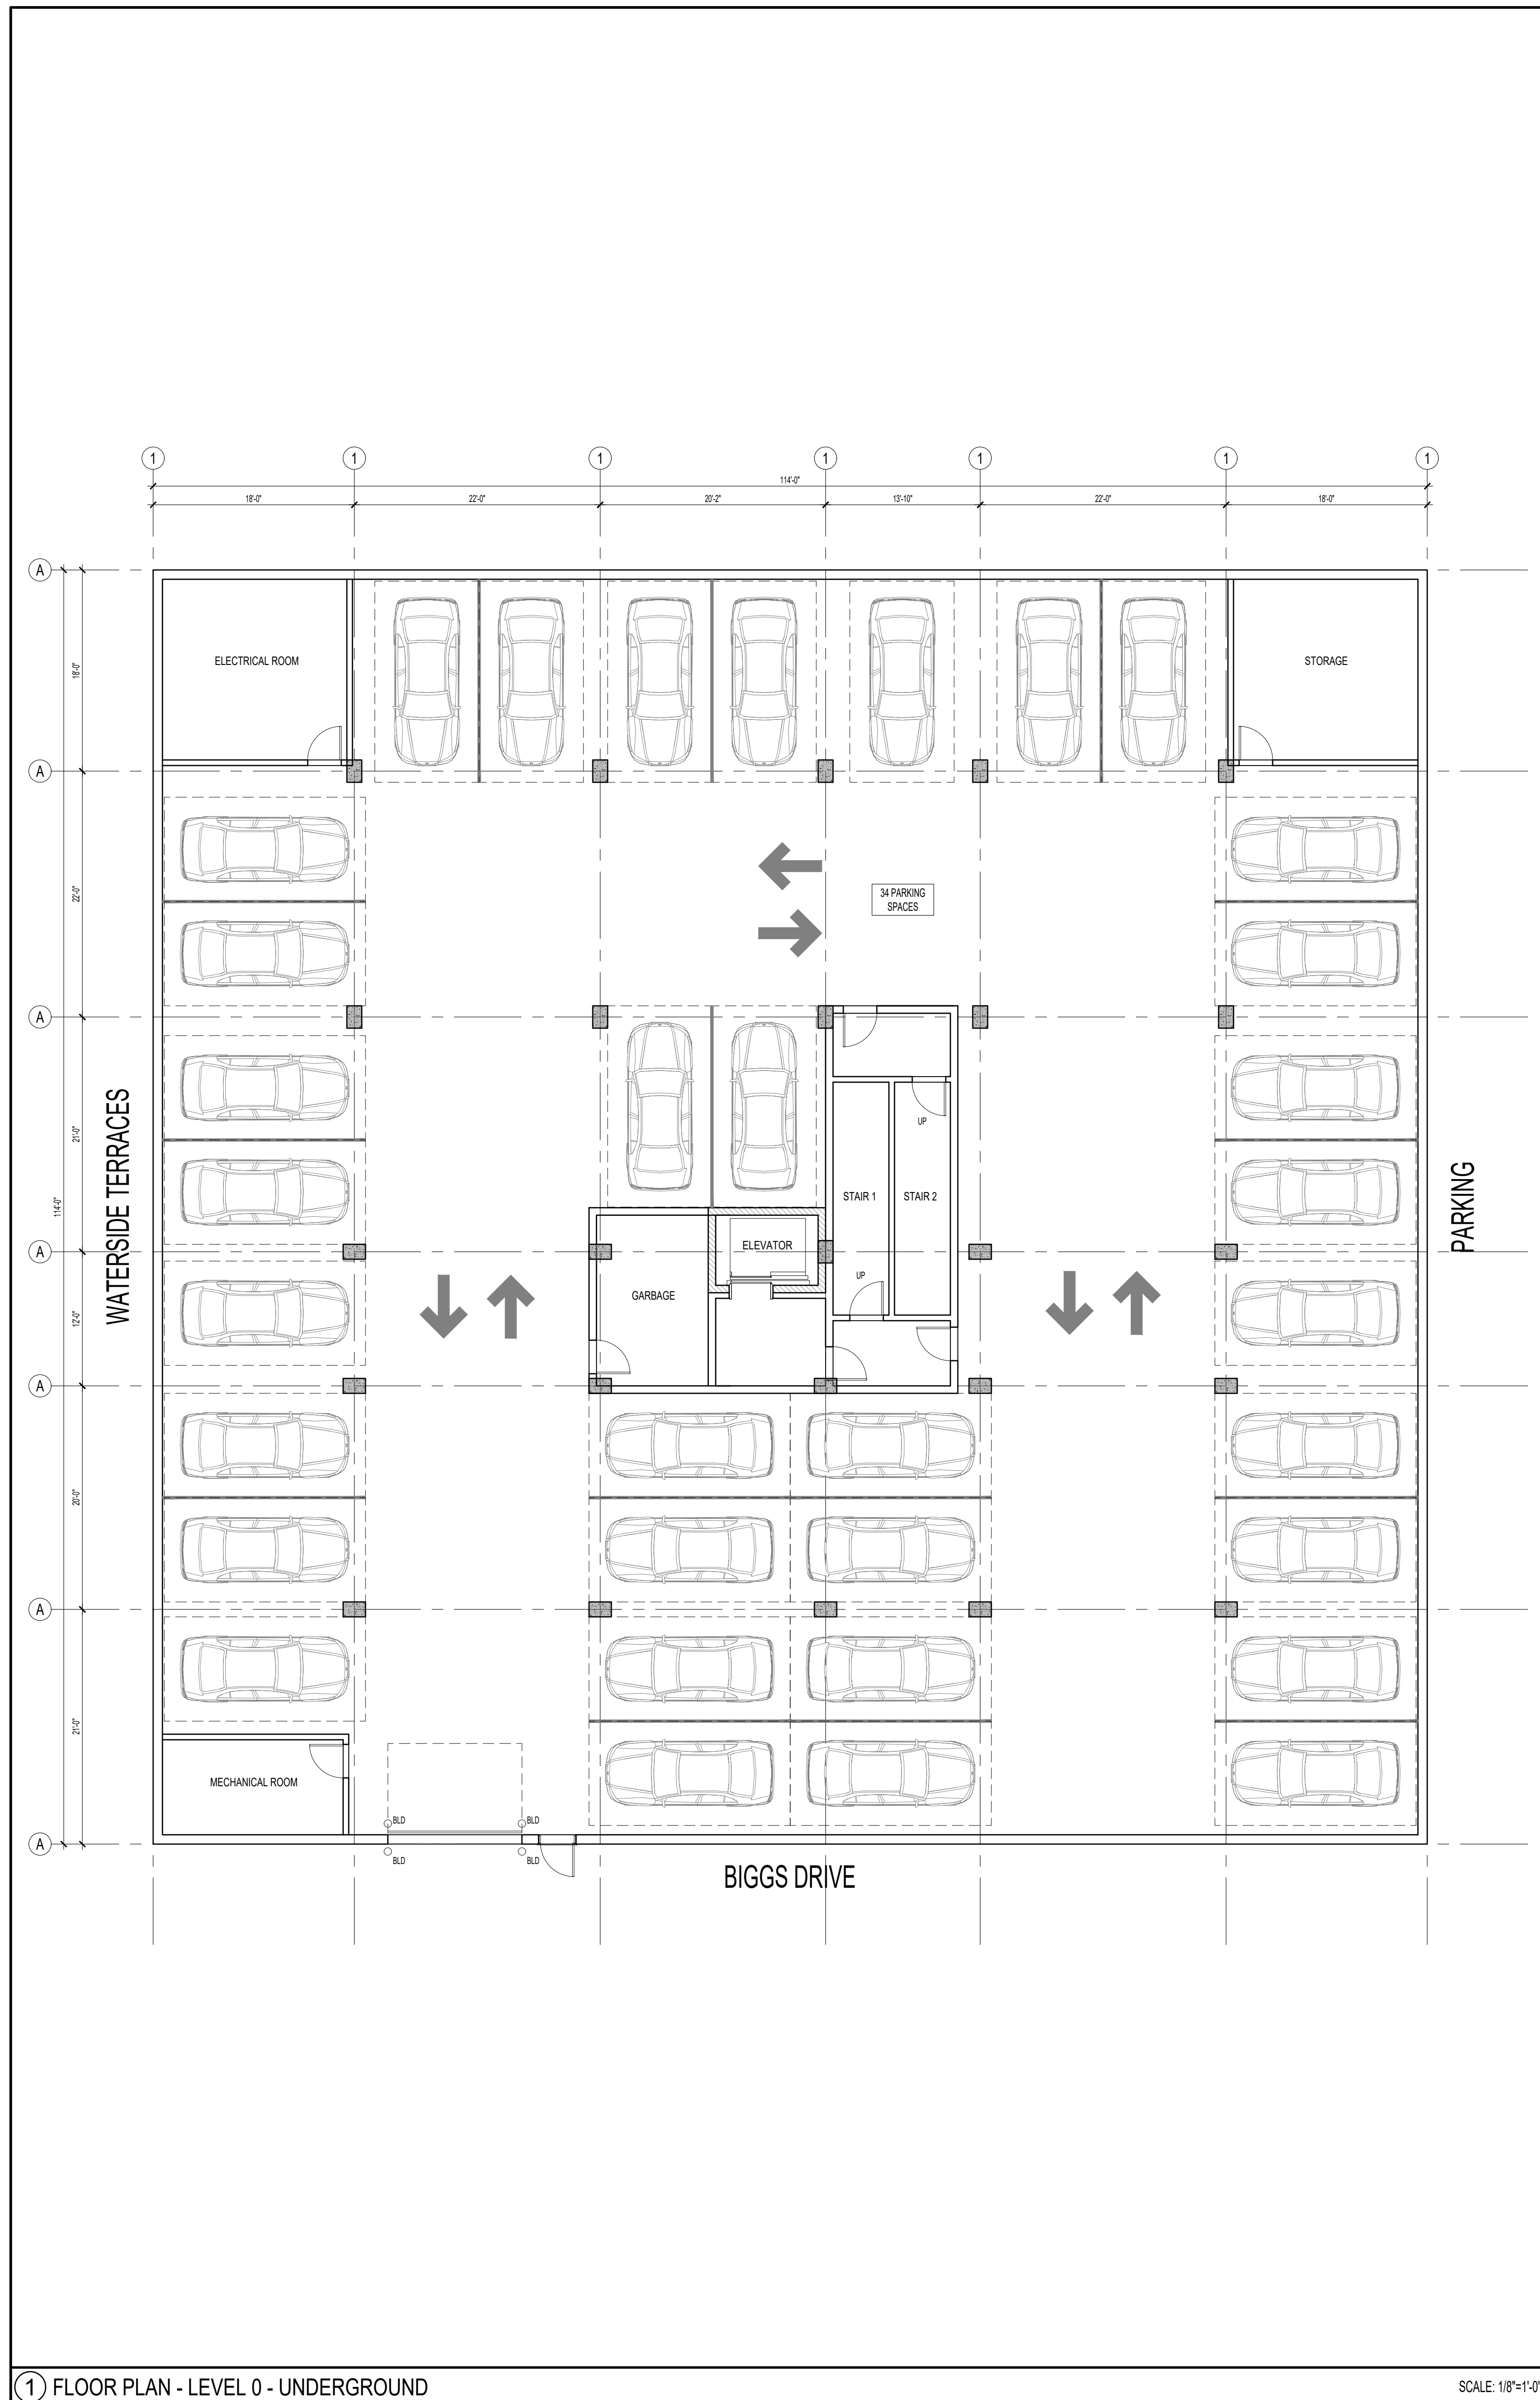 1 1 1 1 1 1 1
114'-0"
18'-0" 22'-0" 20'-2" 13'-10" 22'-0" 18'-0"
A
ELECTRICAL ROOM
STORAGE
18'-0"
A
22'-0"
34 PARKING
SPACES
A
21'-0"
UP
WATERSIDE TERRACES
114'-0"
STAIR 1
STAIR 2
PARKING
A
ELEVATOR
UP
GARBAGE
12'-0"
A
20'-0"
A
21'-0"
MECHANICAL ROOM
BLD
BLD
A
BLD
BLD
BIGGS DRIVE
1 FLOOR PLAN - LEVEL 0 - UNDERGROUND
SCALE: 1/8"=1'-0"